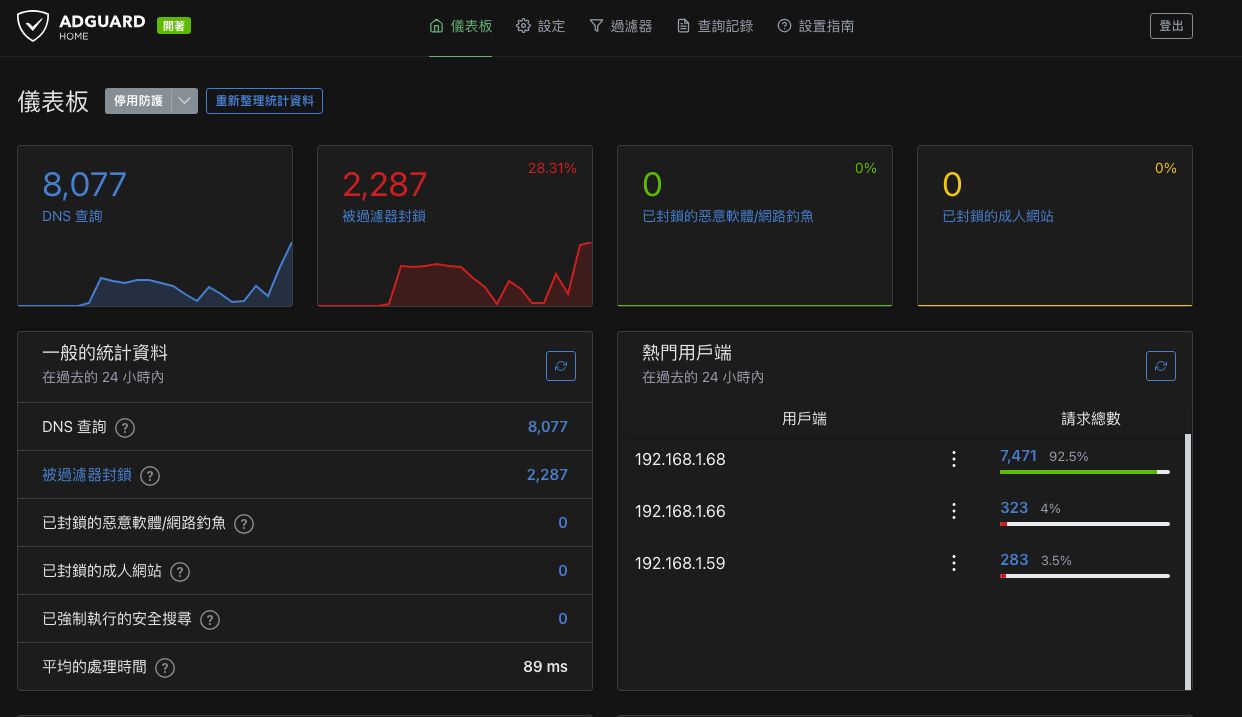 ADGUARD
HOME
開著
儀表板
設定
過濾器
查詢記錄
設置指南
登出
儀表板
停用防護
重新整理統計資料
8,077
DNS 查詢
28.31%
2,287
被過濾器封鎖
0%
0
已封鎖的惡意軟體/網路釣魚
0%
0
已封鎖的成人網站
一般的統計資料
在過去的 24 小時內
DNS 查詢 ? 8,077
被過濾器封鎖 ? 2,287
已封鎖的惡意軟體/網路釣魚 ? 0
已封鎖的成人網站 ? 0
已強制執行的安全搜尋 ? 0
平均的處理時間 ? 89 ms
熱門用戶端
在過去的 24 小時內
用戶端 請求總數
192.168.1.68 7,471 92.5%
192.168.1.66 323 4%
192.168.1.59 283 3.5%